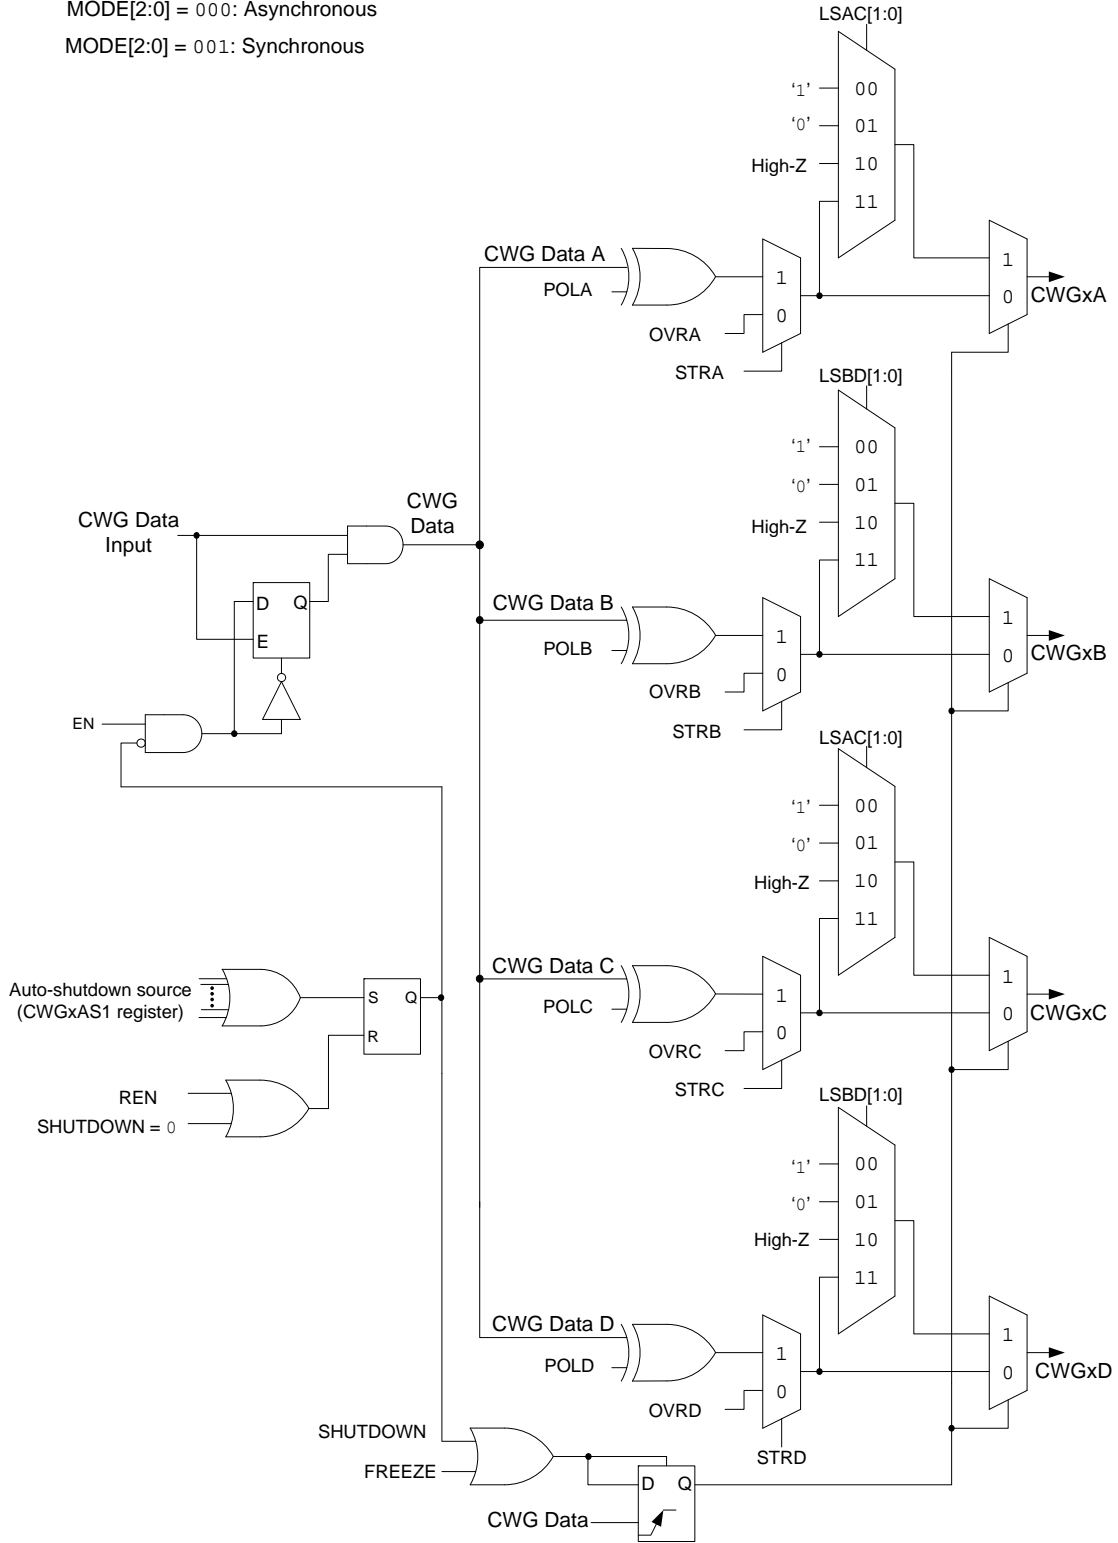 MODE[2:0] = 000: Asynchronous
MODE[2:0] = 001: Synchronous
LSAC[1:0]
‘1’ 00
‘0’ 01
High-Z 10
11
CWG Data A
POLA
1
0
OVRA
STRA
1
0
CWGxA
LSBD[1:0]
‘1’ 00
‘0’ 01
High-Z 10
11
CWG Data
Input
CWG
Data
D Q
E
EN
CWG Data B
POLB
1
0
OVRB
STRB
1
0
CWGxB
LSAC[1:0]
‘1’ 00
‘0’ 01
High-Z 10
11
CWG Data C
POLC
1
0
OVRC
STRC
1
0
CWGxC
Auto-shutdown source
(CWGxAS1 register)
S Q
R
REN
SHUTDOWN = 0
LSBD[1:0]
‘1’ 00
‘0’ 01
High-Z 10
11
CWG Data D
POLD
1
0
OVRD
STRD
1
0
CWGxD
SHUTDOWN
FREEZE
D Q
CWG Data